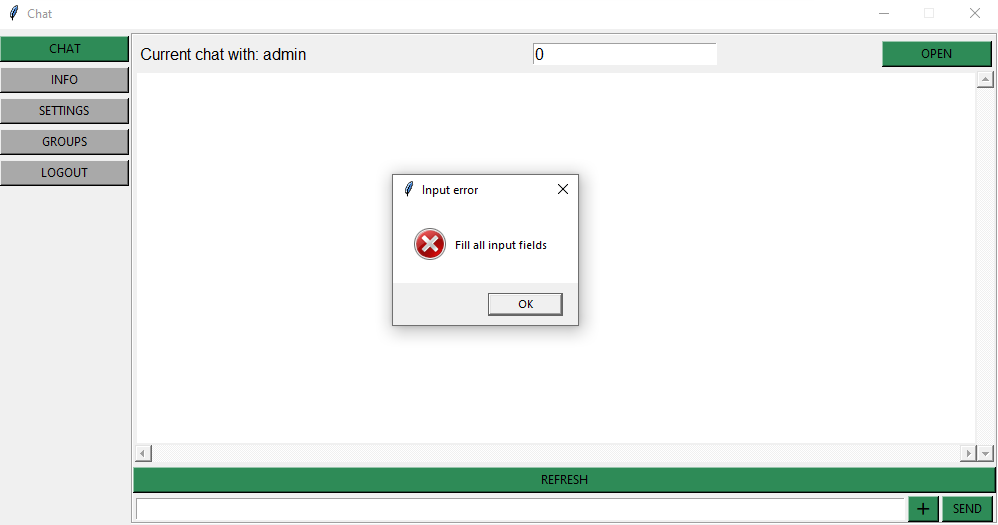 Chat
CHAT
INFO
SETTINGS
GROUPS
LOGOUT
Current chat with: admin
0
OPEN
Input error
Fill all input fields
OK
REFRESH
+
SEND